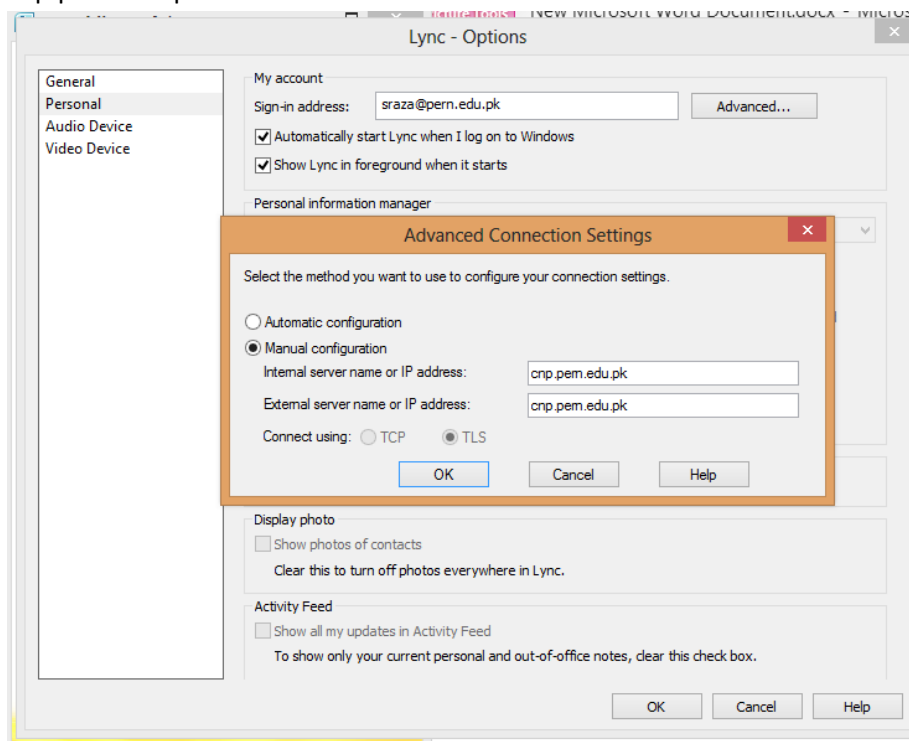 New Microsoft Word Document.docx - Micros
Lync - Options
General
Personal
Audio Device
Video Device
My account
Sign-in address: sraza@pern.edu.pk Advanced...
Automatically start Lync when I log on to Windows
Show Lync in foreground when it starts
Personal information manager
Advanced Connection Settings
Select the method you want to use to configure your connection settings.
Automatic configuration
Manual configuration
Internal server name or IP address: cnp.pern.edu.pk
External server name or IP address: cnp.pern.edu.pk
Connect using: TCP TLS
OK Cancel Help
Display photo
Show photos of contacts
Clear this to turn off photos everywhere in Lync.
Activity Feed
Show all my updates in Activity Feed
To show only your current personal and out-of-office notes, clear this check box.
OK Cancel Help